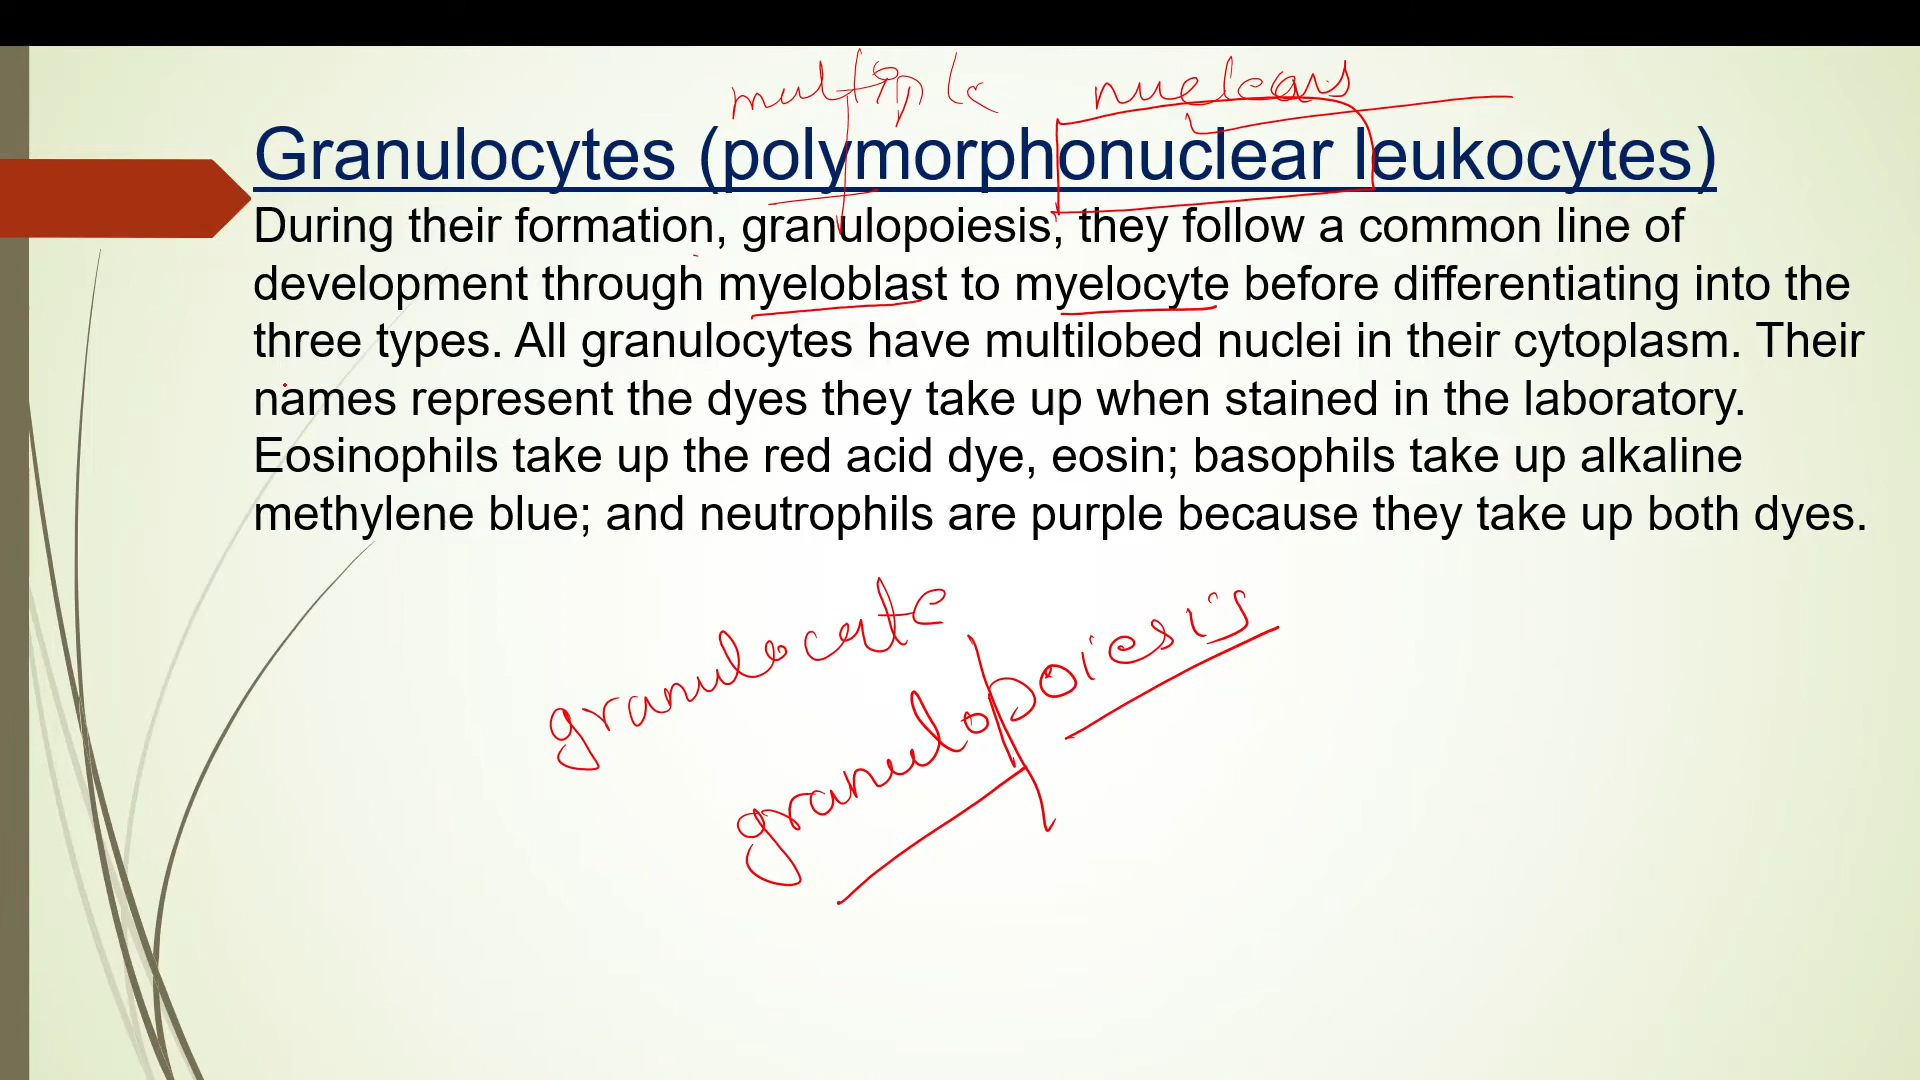 multiple nuclears
Granulocytes (polymorphonuclear leukocytes)
During their formation, granulopoiesis, they follow a common line of
development through myeloblast to myelocyte before differentiating into the
three types. All granulocytes have multilobed nuclei in their cytoplasm. Their
names represent the dyes they take up when stained in the laboratory.
Eosinophils take up the red acid dye, eosin; basophils take up alkaline
methylene blue; and neutrophils are purple because they take up both dyes.
granulocyte
granulopoiesis